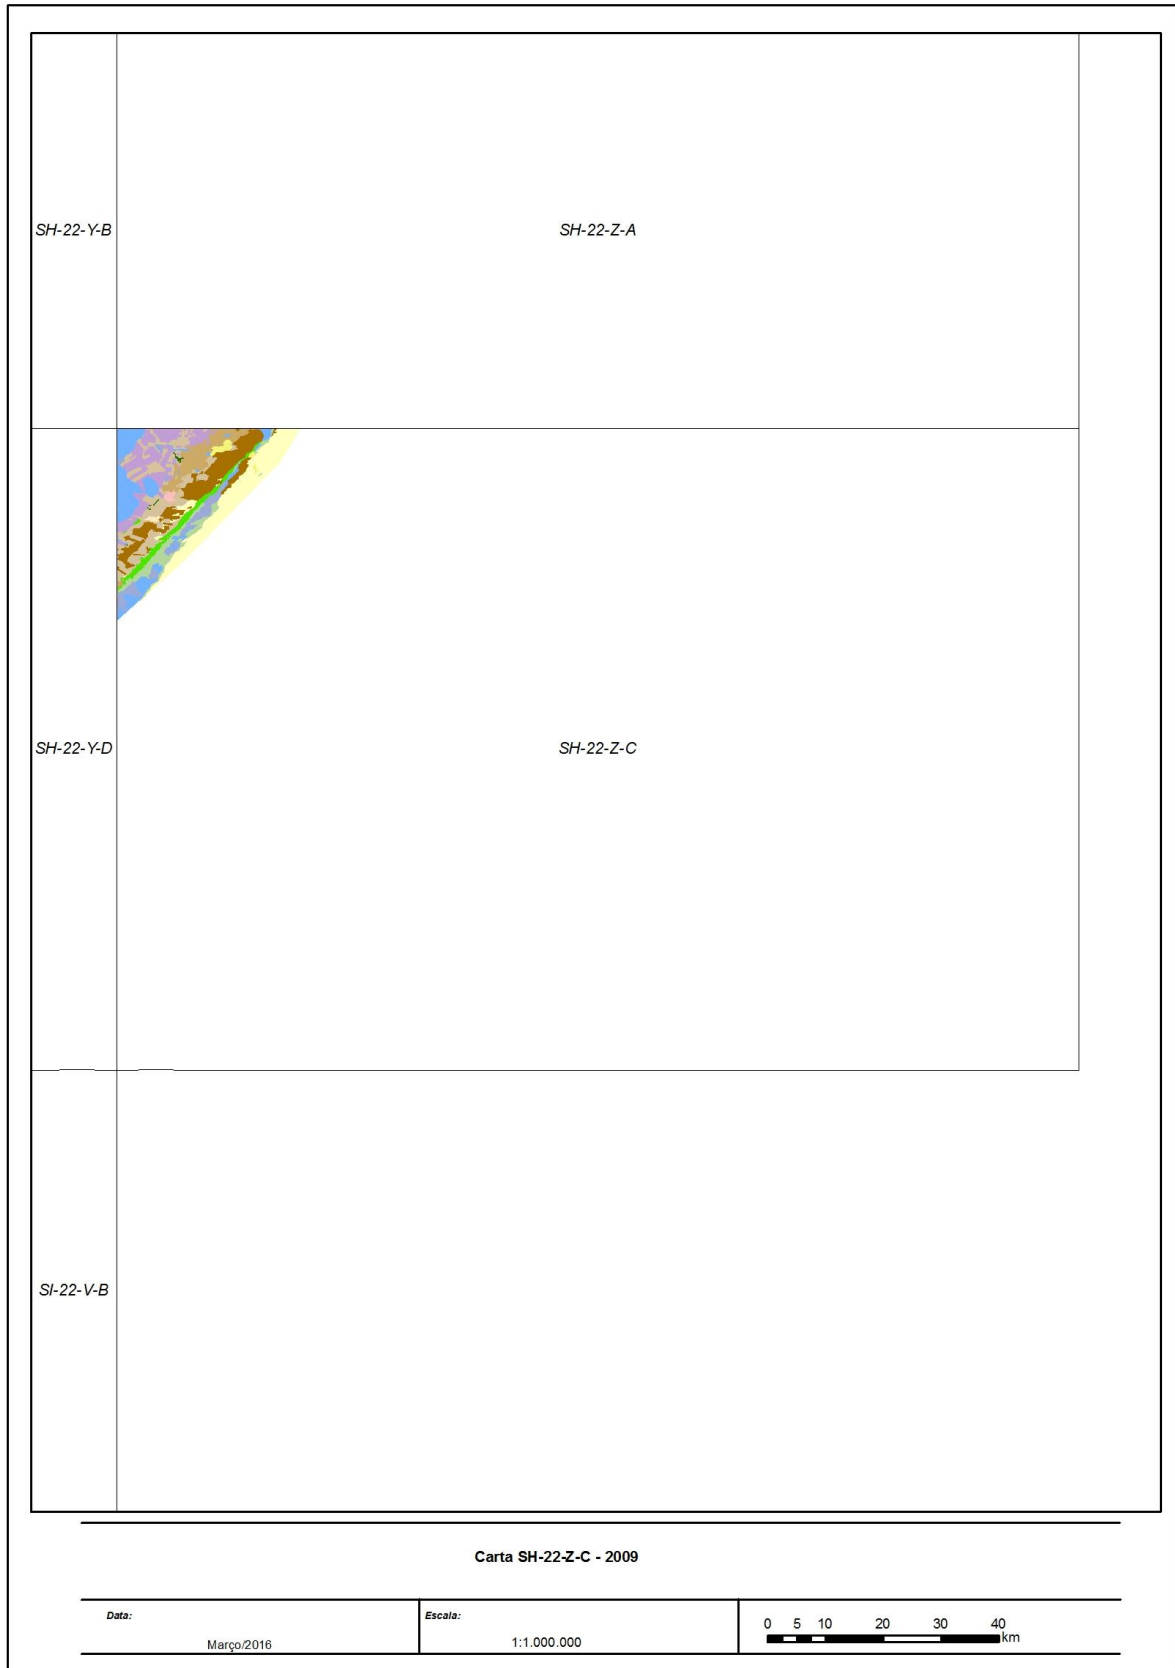 SH-22-Y-B
SH-22-Z-A
SH-22-Y-D
SH-22-Z-C
SI-22-V-B
Carta SH-22-Z-C - 2009
Data:
Março/2016
Escala:
1:1.000.000
0 5 10 20 30 40
km